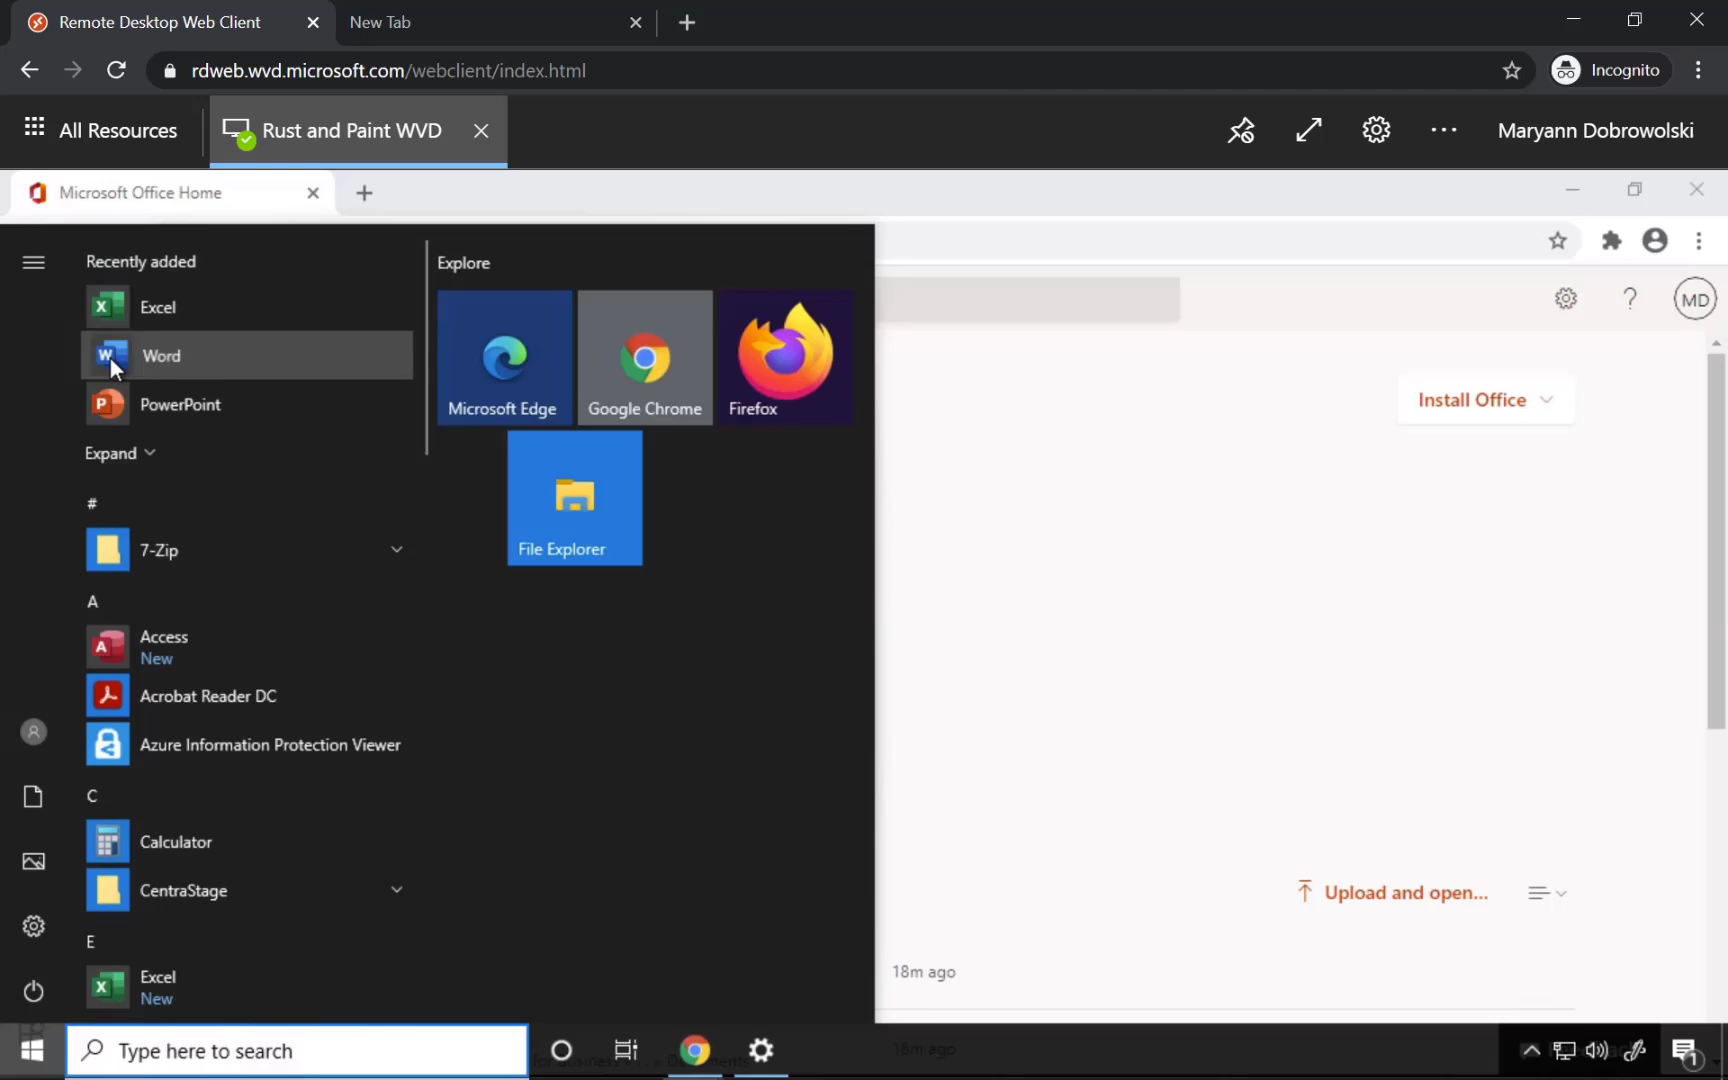 Remote Desktop Web Client
New Tab
rdweb.wvd.microsoft.com/webclient/index.html
Incognito
All Resources
Rust and Paint WVD
Maryann Dobrowolski
Microsoft Office Home
Recently added
Explore
MD
Excel
Word
PowerPoint
Microsoft Edge
Google Chrome
Firefox
Install Office
Expand
#
File Explorer
7-Zip
A
Access
New
Acrobat Reader DC
Azure Information Protection Viewer
C
Calculator
CentraStage
Upload and open...
E
Excel
New
18m ago
Type here to search
18m ago
1